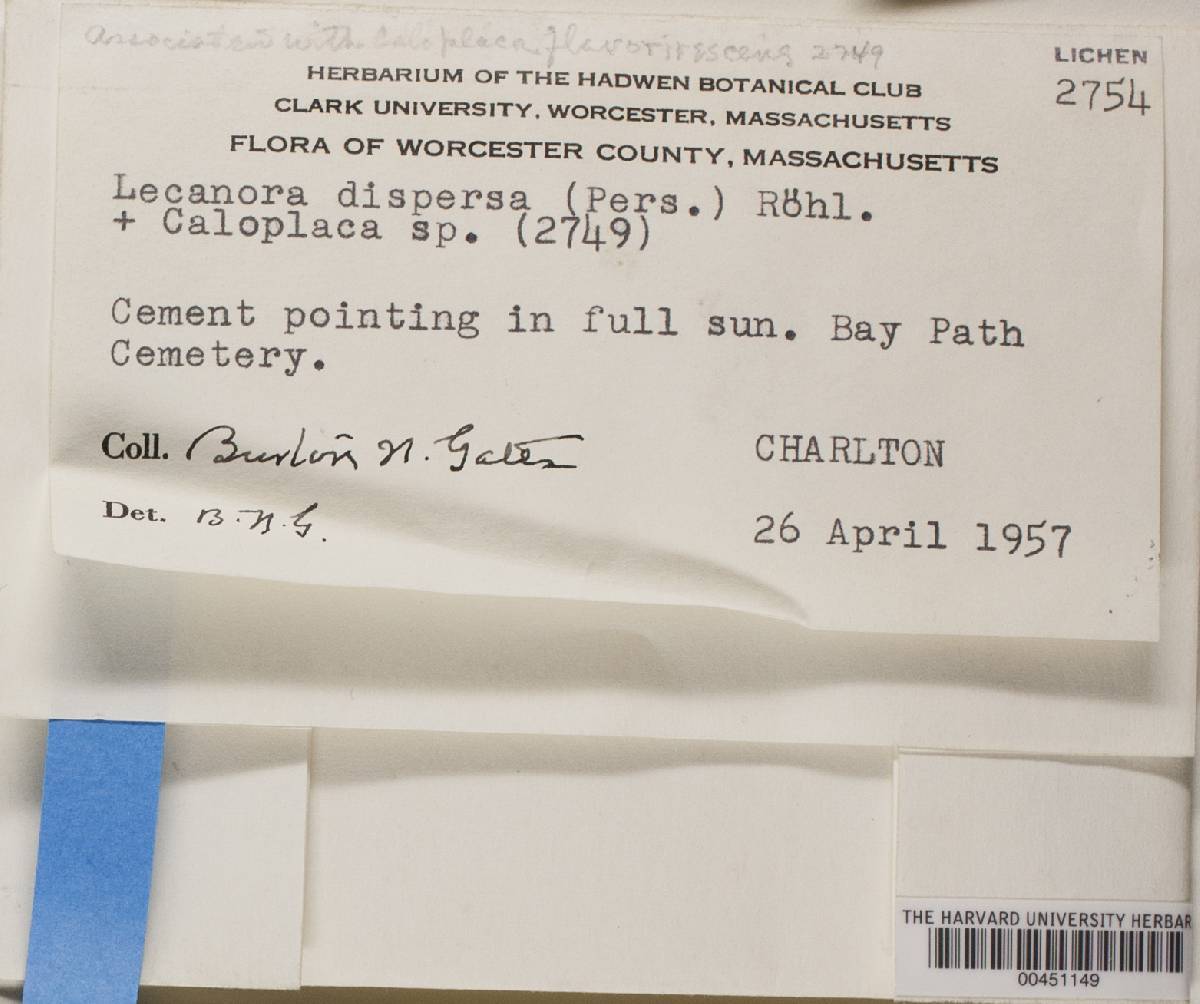 Associated with Caloplaca flavovirescens 2749
LICHEN
2754
HERBARIUM OF THE HADWEN BOTANICAL CLUB
CLARK UNIVERSITY, WORCESTER, MASSACHUSETTS
FLORA OF WORCESTER COUNTY, MASSACHUSETTS
Lecanora dispersa (Pers.) Röhl.
+ Caloplaca sp. (2749)
Cement pointing in full sun. Bay Path
Cemetery.
Coll. Burton N. Gates
CHARLTON
Det. B. N. G.
26 April 1957
THE HARVARD UNIVERSITY HERBAR
00451149